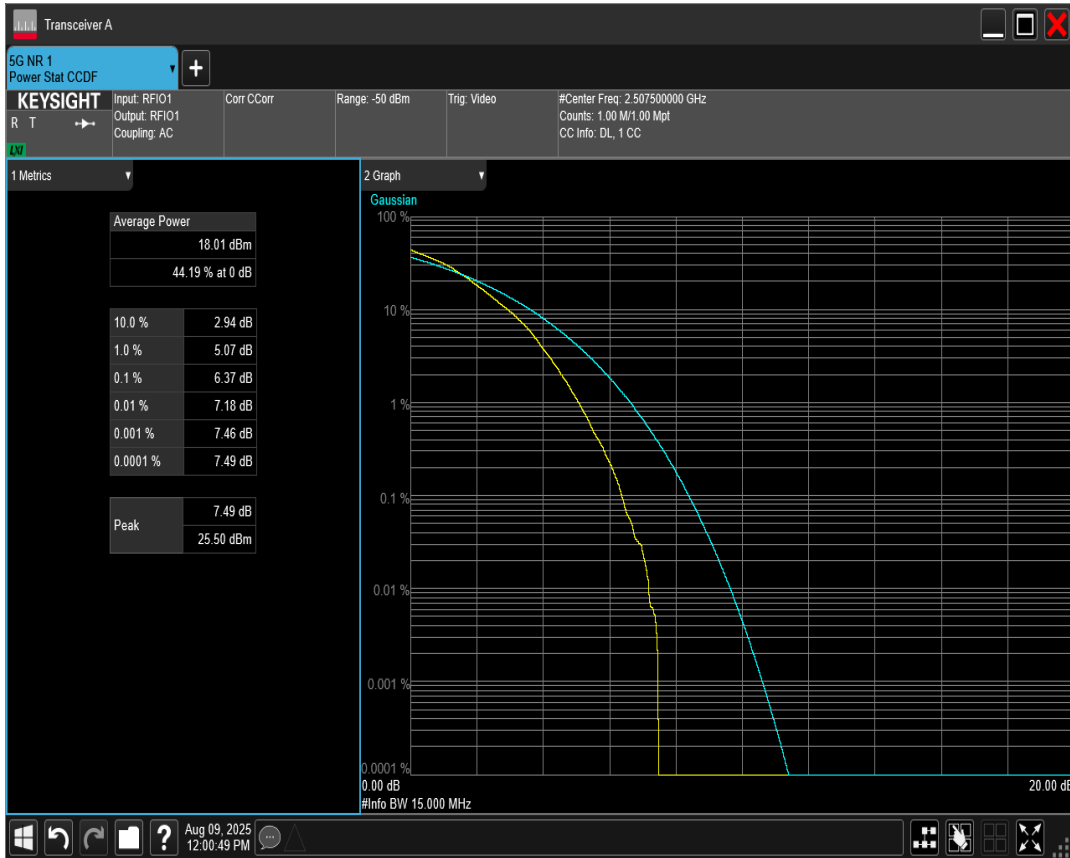 Transceiver A
5G NR 1
Power Stat CCDF
+
KEYSIGHT
R T
LXI
Input: RFIO1
Output: RFIO1
Coupling: AC
Corr CCorr
Range: -50 dBm
Trig: Video
#Center Freq: 2.507500000 GHz
Counts: 1.00 M/1.00 Mpt
CC Info: DL, 1 CC
1 Metrics
Average Power
18.01 dBm
44.19 % at 0 dB
10.0 % 2.94 dB
1.0 % 5.07 dB
0.1 % 6.37 dB
0.01 % 7.18 dB
0.001 % 7.46 dB
0.0001 % 7.49 dB
Peak 7.49 dB
25.50 dBm
2 Graph
Gaussian
100 %
10 %
1 %
0.1 %
0.01 %
0.001 %
0.0001 %
0.00 dB 20.00 dB
#Info BW 15.000 MHz
?
Aug 09, 2025
12:00:49 PM